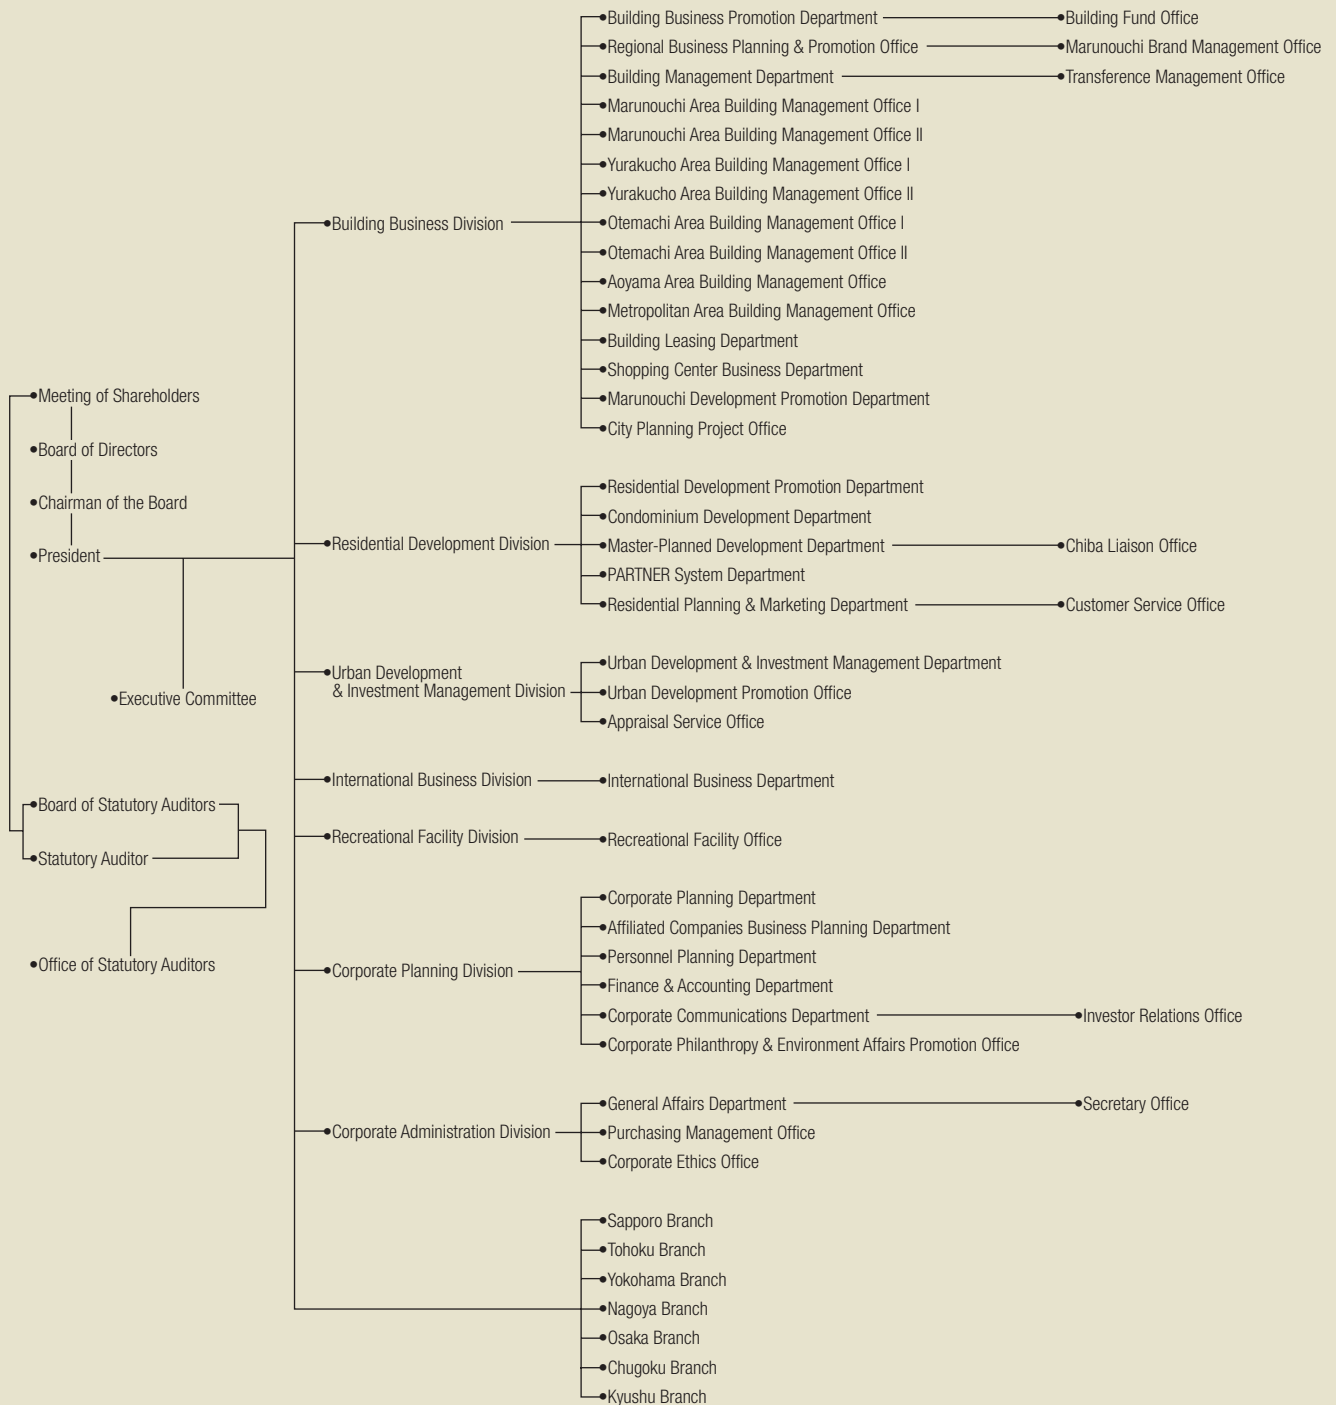 Meeting of Shareholders
Board of Directors
Chairman of the Board
President
Executive Committee
Board of Statutory Auditors
Statutory Auditor
Office of Statutory Auditors
Building Business Division
Building Business Promotion Department
Building Fund Office
Regional Business Planning & Promotion Office
Marunouchi Brand Management Office
Building Management Department
Transference Management Office
Marunouchi Area Building Management Office I
Marunouchi Area Building Management Office II
Yurakucho Area Building Management Office I
Yurakucho Area Building Management Office II
Otemachi Area Building Management Office I
Otemachi Area Building Management Office II
Aoyama Area Building Management Office
Metropolitan Area Building Management Office
Building Leasing Department
Shopping Center Business Department
Marunouchi Development Promotion Department
City Planning Project Office
Residential Development Division
Residential Development Promotion Department
Condominium Development Department
Master-Planned Development Department
Chiba Liaison Office
PARTNER System Department
Residential Planning & Marketing Department
Customer Service Office
Urban Development
& Investment Management Division
Urban Development & Investment Management Department
Urban Development Promotion Office
Appraisal Service Office
International Business Division
International Business Department
Recreational Facility Division
Recreational Facility Office
Corporate Planning Division
Corporate Planning Department
Affiliated Companies Business Planning Department
Personnel Planning Department
Finance & Accounting Department
Corporate Communications Department
Investor Relations Office
Corporate Philanthropy & Environment Affairs Promotion Office
Corporate Administration Division
General Affairs Department
Secretary Office
Purchasing Management Office
Corporate Ethics Office
Sapporo Branch
Tohoku Branch
Yokohama Branch
Nagoya Branch
Osaka Branch
Chugoku Branch
Kyushu Branch